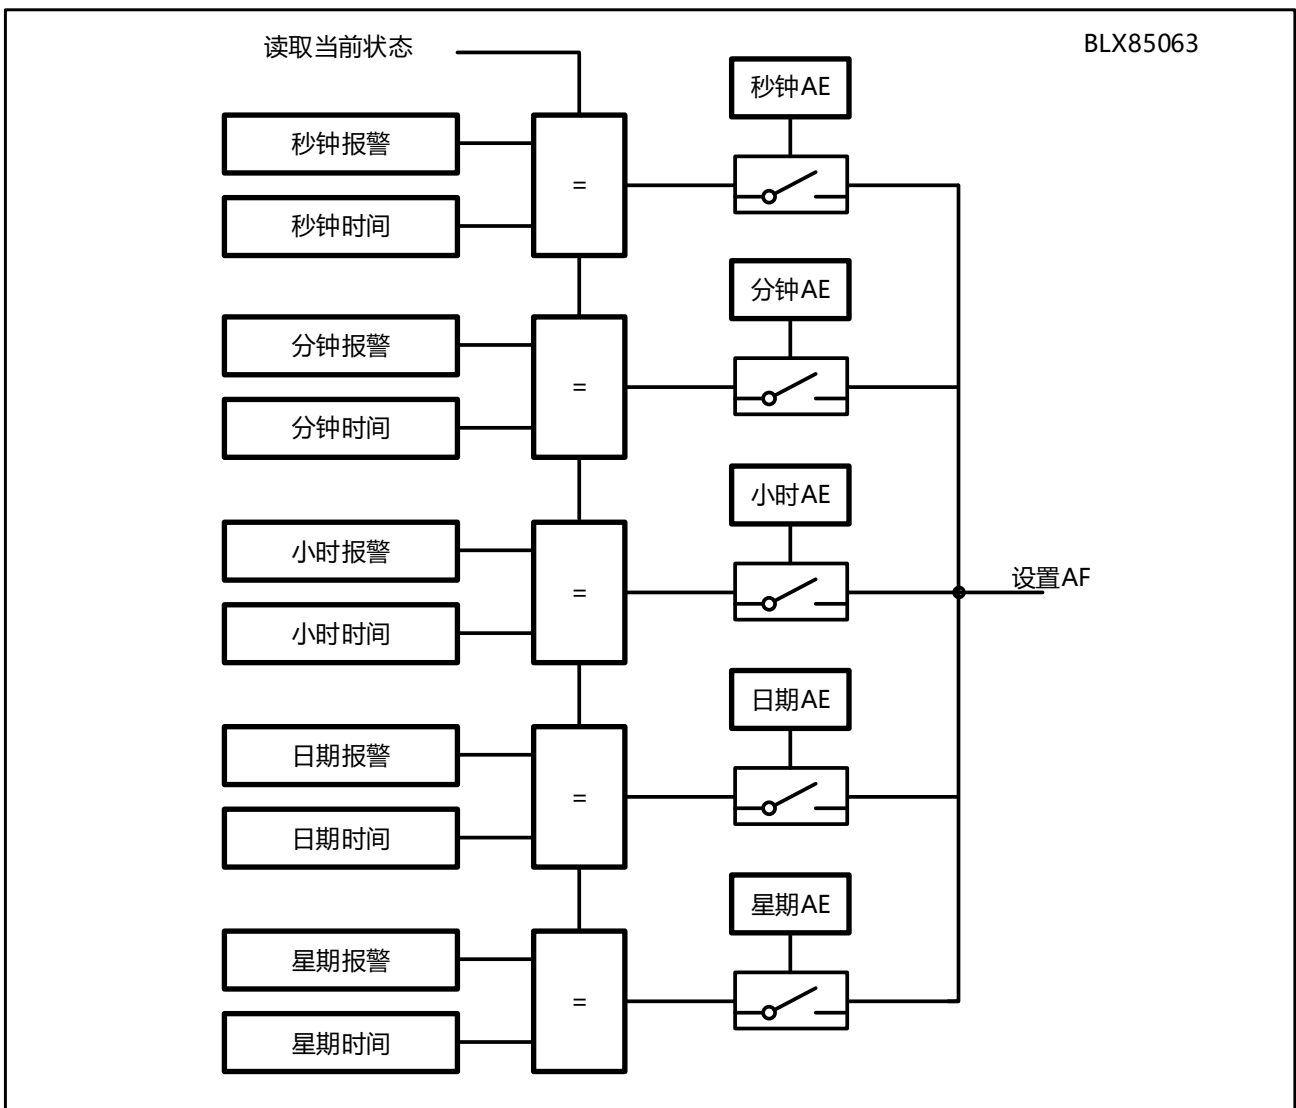 读取当前状态
BLX85063
秒钟AE
秒钟报警
=
秒钟时间
分钟AE
分钟报警
=
分钟时间
小时AE
小时报警
=
设置AF
小时时间
日期AE
日期报警
=
日期时间
星期AE
星期报警
=
星期时间